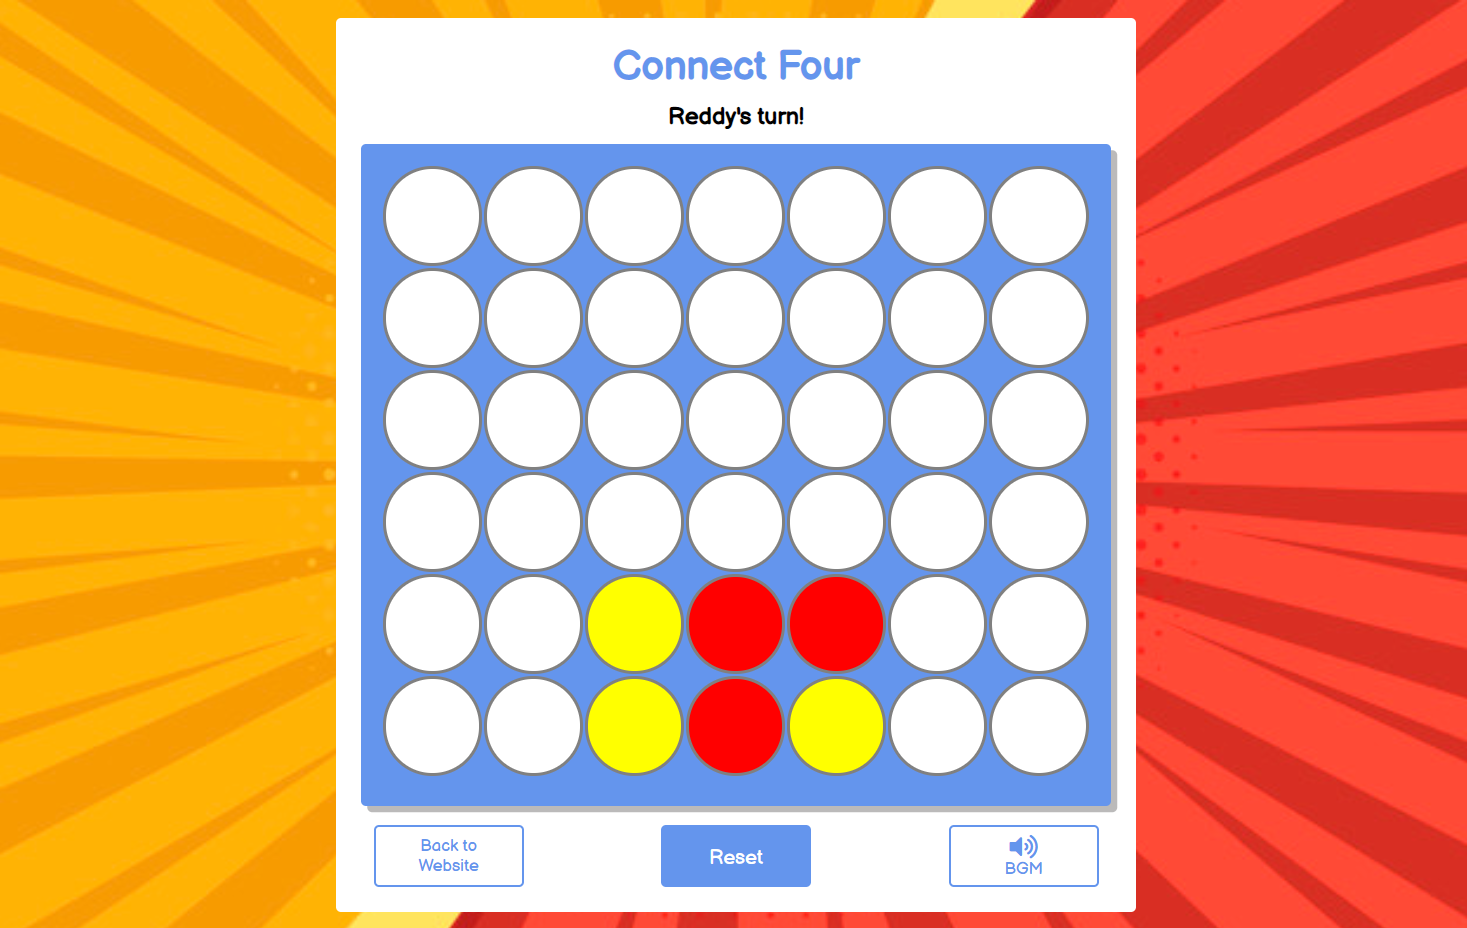 Connect Four
Reddy's turn!
Back to
Website
Reset
BGM